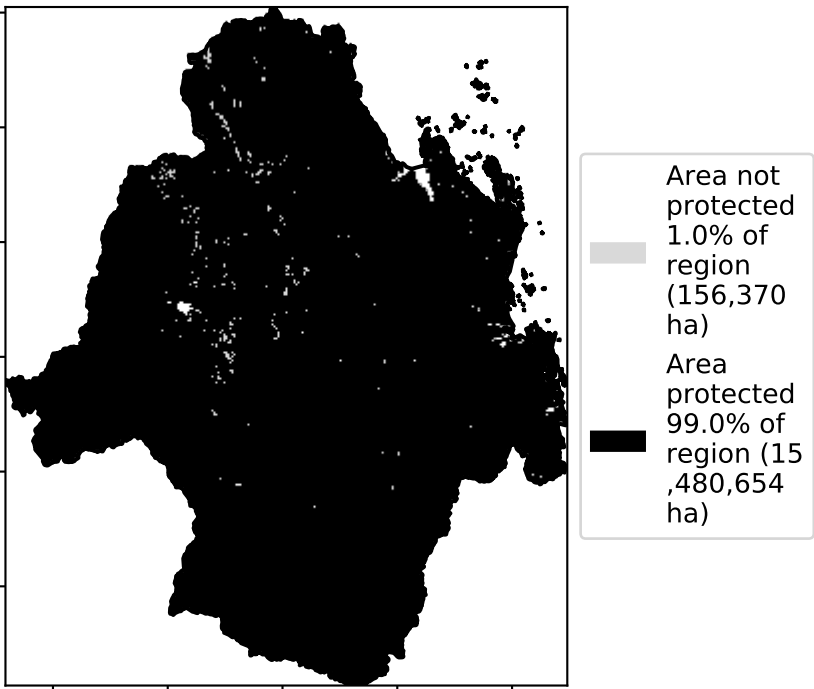 Area not
protected
1.0% of
region
(156,370
ha)
Area
protected
99.0% of
region (15
,480,654
ha)